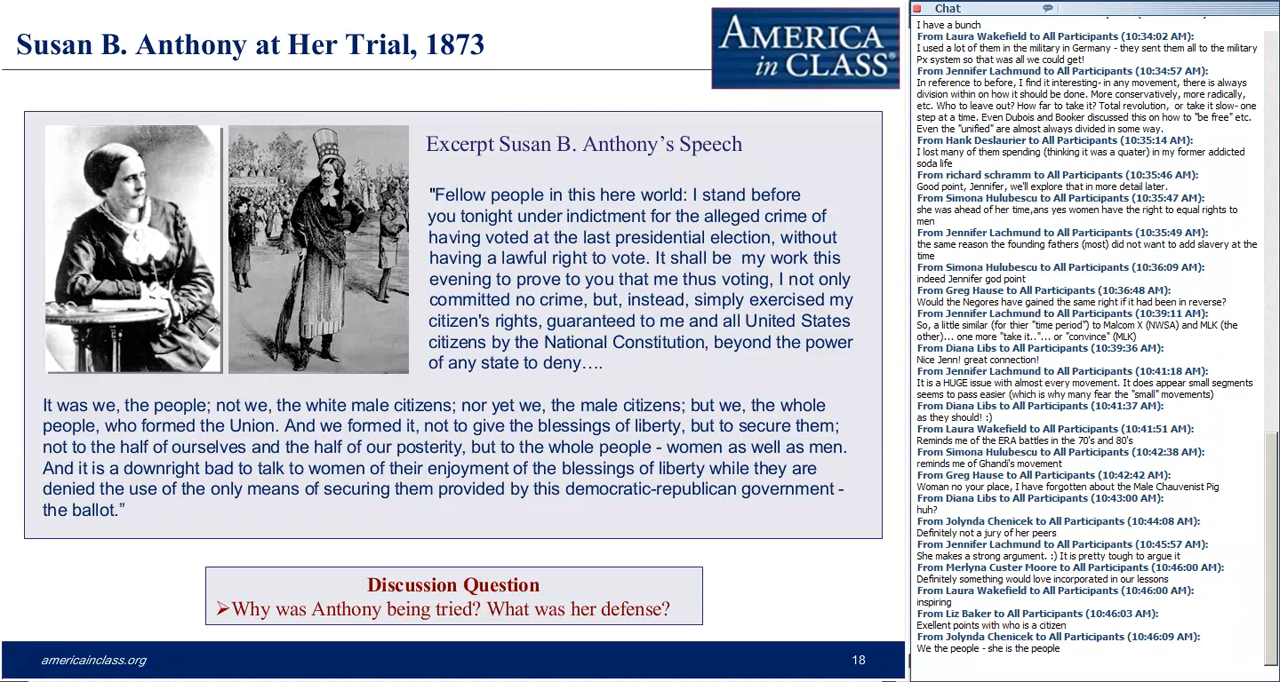 Susan B. Anthony at Her Trial, 1873
AMERICA
in CLASS®
Excerpt Susan B. Anthony's Speech
"Fellow people in this here world: I stand before
you tonight under indictment for the alleged crime of
having voted at the last presidential election, without
having a lawful right to vote. It shall be  my work this
evening to prove to you that me thus voting, I not only
committed no crime, but, instead, simply exercised my
citizen's rights, guaranteed to me and all United States
citizens by the National Constitution, beyond the power
of any state to deny….
It was we, the people; not we, the white male citizens; nor yet we, the male citizens; but we, the whole
people, who formed the Union. And we formed it, not to give the blessings of liberty, but to secure them;
not to the half of ourselves and the half of our posterity, but to the whole people - women as well as men.
And it is a downright bad to talk to women of their enjoyment of the blessings of liberty while they are
denied the use of the only means of securing them provided by this democratic-republican government -
the ballot.”
Discussion Question
➢Why was Anthony being tried? What was her defense?
americainclass.org
18
Chat
I have a bunch
From Laura Wakefield to All Participants (10:34:02 AM):
I used a lot of them in the military in Germany - they sent them all to the military
Px system so that was all we could get!
From Jennifer Lachmund to All Participants (10:34:57 AM):
In reference to before, I find it interesting- in any movement, there is always
division within on how it should be done. More conservatively, more radically,
etc. Who to leave out? How far to take it? Total revolution,  or take it slow- one
step at a time. Even Dubois and Booker discussed this on how to "be free" etc.
Even the "unified" are almost always divided in some way.
From Hank Deslaurier to All Participants (10:35:14 AM):
I lost many of them spending (thinking it was a quater) in my former addicted
soda life
From richard schramm to All Participants (10:35:46 AM):
Good point, Jennifer, we'll explore that in more detail later.
From Simona Hulubescu to All Participants (10:35:47 AM):
she was ahead of her time,ans yes women have the right to equal rights to
men
From Jennifer Lachmund to All Participants (10:35:49 AM):
the same reason the founding fathers (most) did not want to add slavery at the
time
From Simona Hulubescu to All Participants (10:36:09 AM):
indeed Jennifer god point
From Greg Hause to All Participants (10:36:48 AM):
Would the Negores have gained the same right if it had been in reverse?
From Jennifer Lachmund to All Participants (10:39:11 AM):
So, a little similar (for thier "time period") to Malcom X (NWSA) and MLK (the
other)... one more "take it.."... or "convince" (MLK)
From Diana Libs to All Participants (10:39:36 AM):
Nice Jenn! great connection!
From Jennifer Lachmund to All Participants (10:41:18 AM):
It is a HUGE issue with almost every movement. It does appear small segments
seems to pass easier (which is why many fear the "small" movements)
From Diana Libs to All Participants (10:41:37 AM):
as they should! :)
From Laura Wakefield to All Participants (10:41:51 AM):
Reminds me of the ERA battles in the 70's and 80's
From Simona Hulubescu to All Participants (10:42:38 AM):
reminds me of Ghandi's movement
From Greg Hause to All Participants (10:42:42 AM):
Woman no your place, I have forgotten about the Male Chauvenist Pig
From Diana Libs to All Participants (10:43:00 AM):
huh?
From Jolynda Chenicek to All Participants (10:44:08 AM):
Definitely not a jury of her peers
From Jennifer Lachmund to All Participants (10:45:57 AM):
She makes a strong argument. :) It is pretty tough to argue it
From Merlyna Custer Moore to All Participants (10:46:00 AM):
Definitely something would love incorporated in our lessons
From Laura Wakefield to All Participants (10:46:00 AM):
inspiring
From Liz Baker to All Participants (10:46:03 AM):
Exellent points with who is a citizen
From Jolynda Chenicek to All Participants (10:46:09 AM):
We the people - she is the people